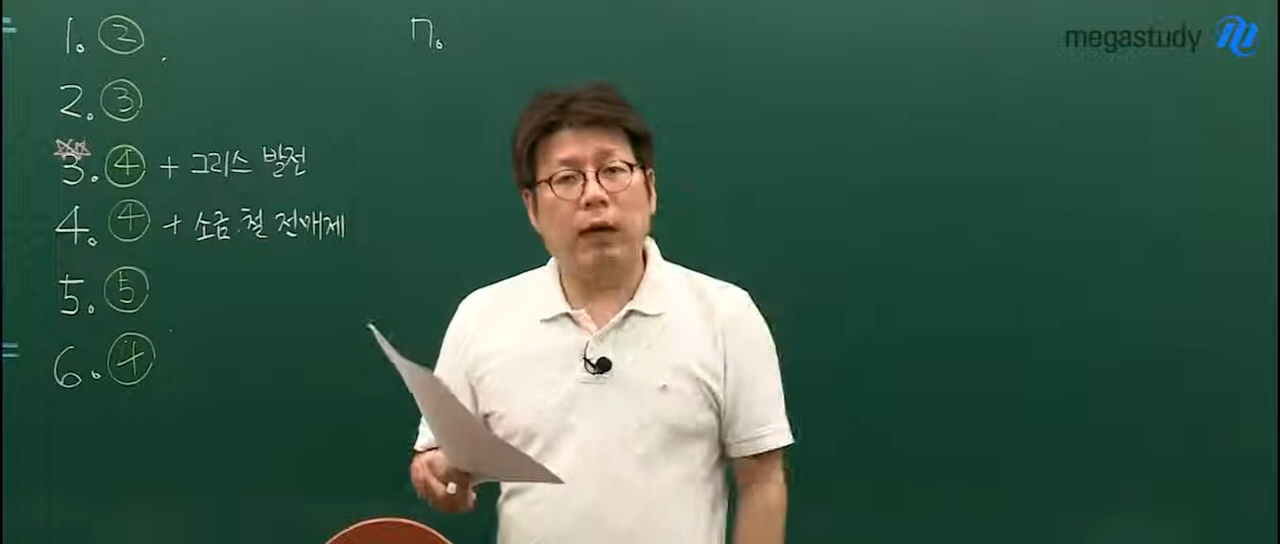 1. ②
2. ③
3. ④ + 그리스 발전
4. ④ + 소금.철 전매제
5. ⑤
6. ④
7.
megastudy